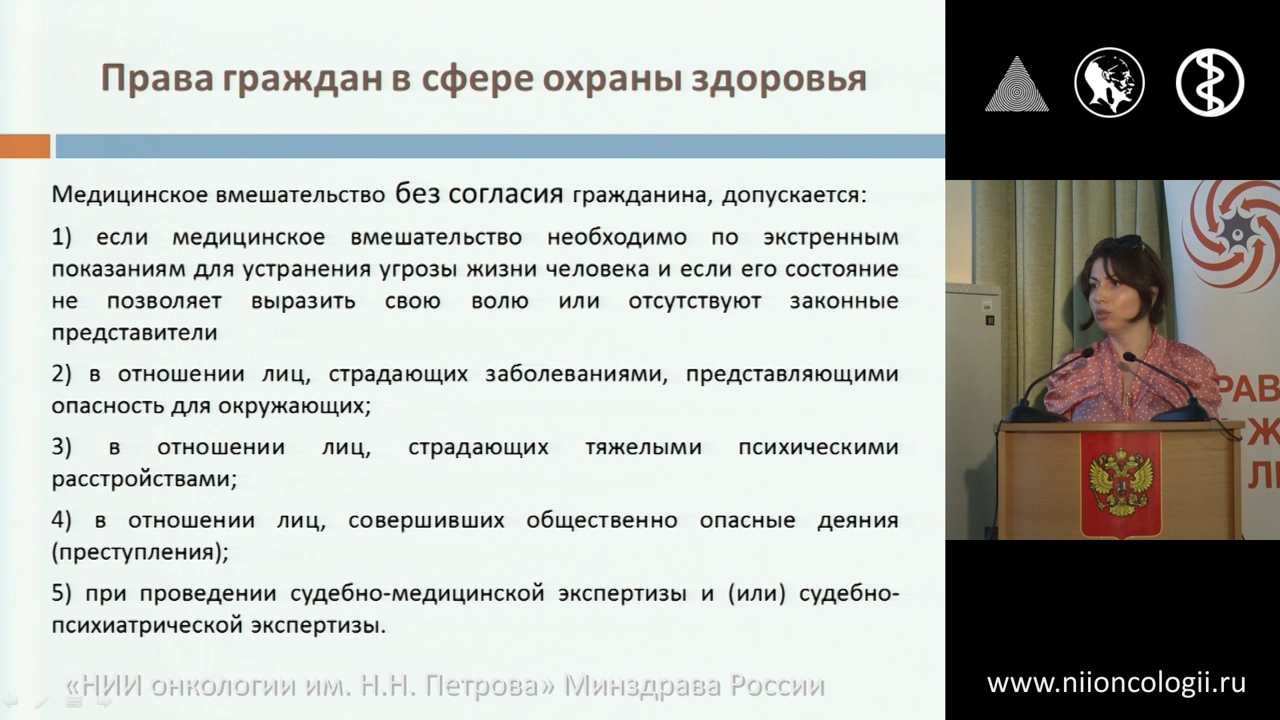 Права граждан в сфере охраны здоровья
Медицинское вмешательство без согласия гражданина, допускается:
1) если медицинское вмешательство необходимо по экстренным
показаниям для устранения угрозы жизни человека и если его состояние
не позволяет выразить свою волю или отсутствуют законные
представители
2) в отношении лиц, страдающих заболеваниями, представляющими
опасность для окружающих;
3) в отношении лиц, страдающих тяжелыми психическими
расстройствами;
4) в отношении лиц, совершивших общественно опасные деяния
(преступления);
5) при проведении судебно-медицинской экспертизы и (или) судебно-
психиатрической экспертизы.
«НИИ онкологии им. Н.Н. Петрова» Минздрава России
РАВ
Ж
www.niioncologii.ru